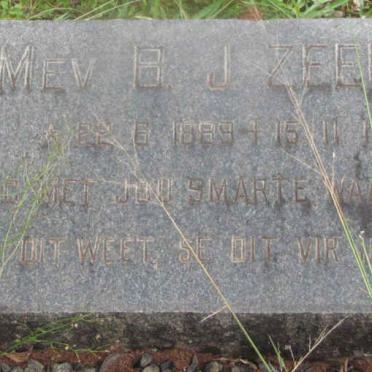 MEV B. J ZEE
* 22 6 1889 + 15 11
MET JOU SMARTE
DIT WEET, SÊ DIT VIR